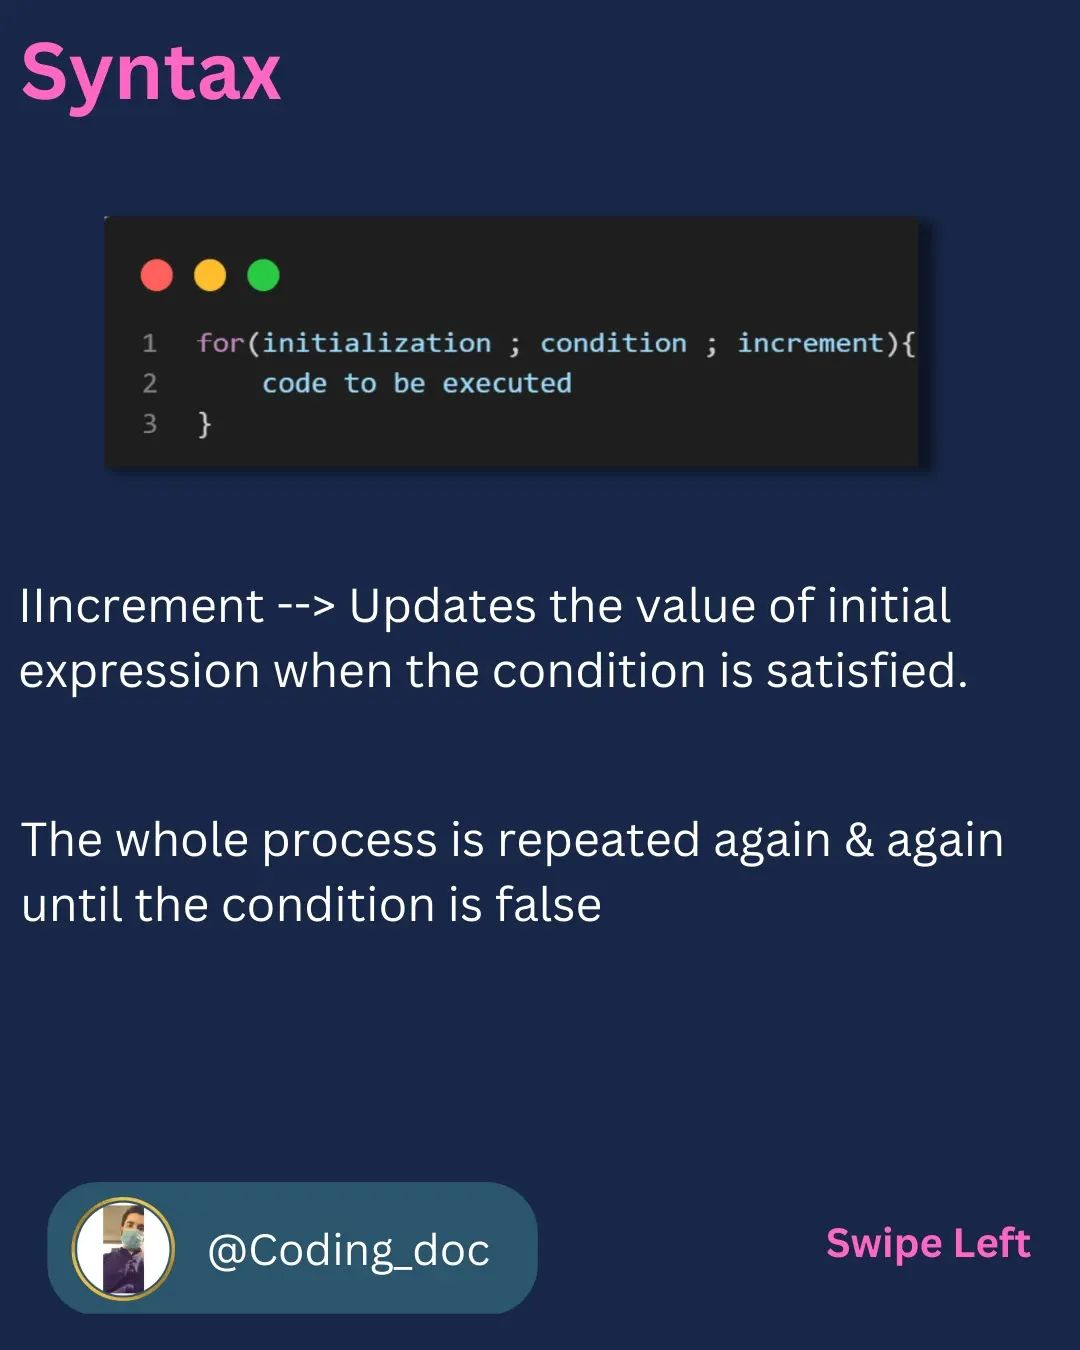 Syntax
1 for(initialization ; condition ; increment){
2 code to be executed
3 }
IIncrement --> Updates the value of initial
expression when the condition is satisfied.
The whole process is repeated again & again
until the condition is false
@Coding_doc
Swipe Left